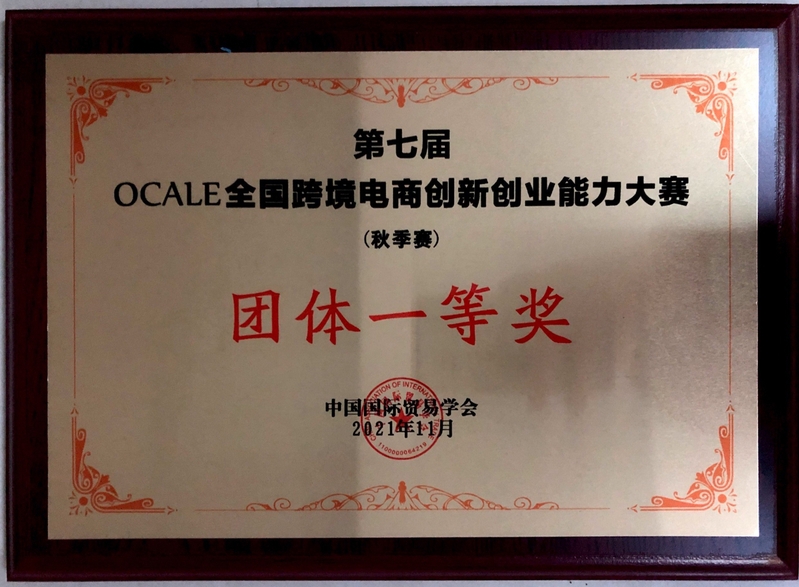 第七届
OCALE全国跨境电商创新创业能力大赛
(秋季赛)
团体一等奖
中国国际贸易学会
2021年11月